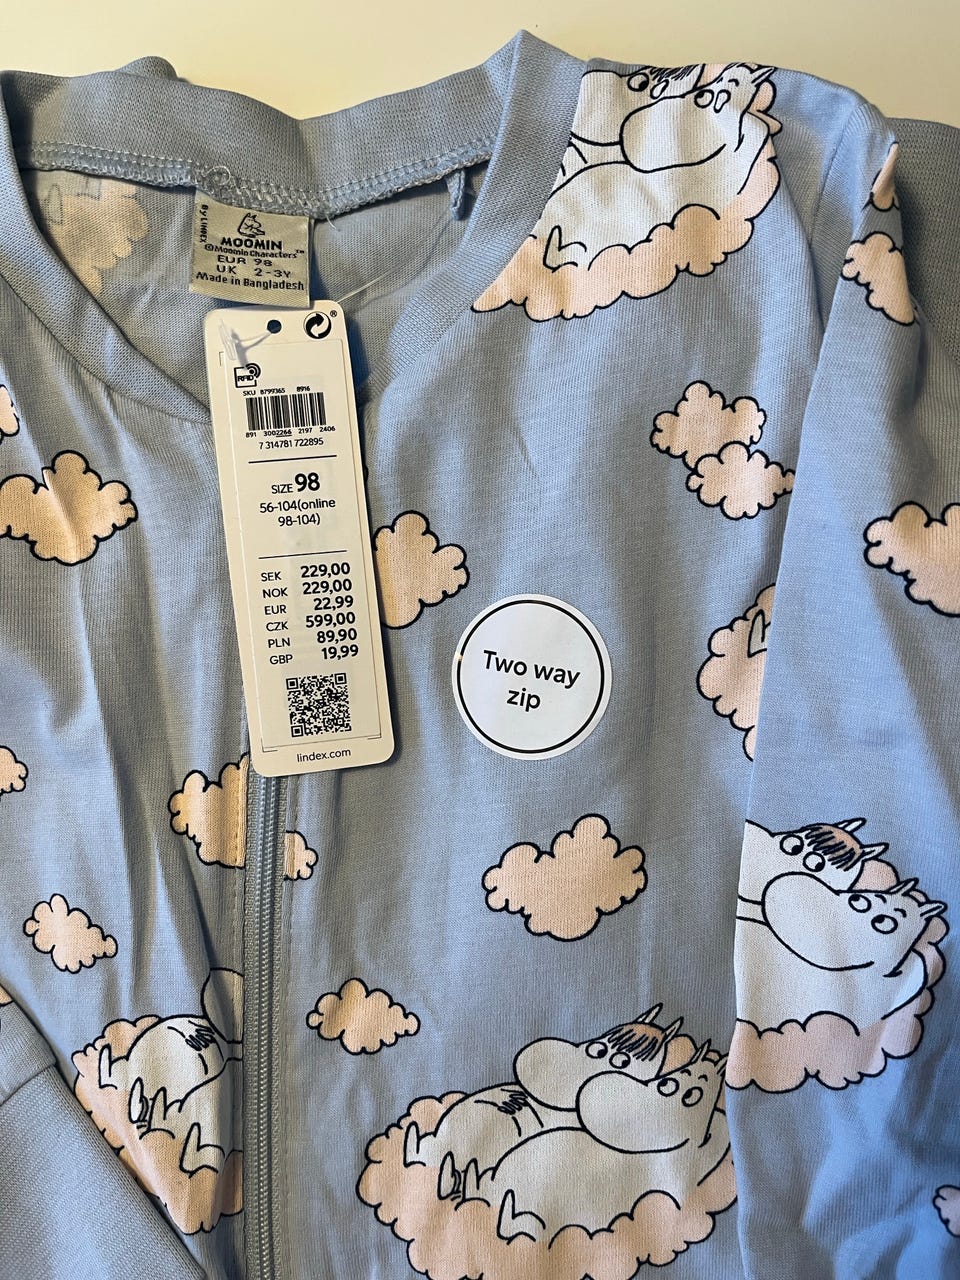 By LINDEX
MOOMIN
©Moomin Characters™
EUR 98
UK 2-3Y
Made in Bangladesh
®
RFID
SKU 8799365 8916
891 3002266 2197 2406
7 314781 722895
SIZE 98
56-104(online
98-104)
SEK 229,00
NOK 229,00
EUR 22,99
CZK 599,00
PLN 89,90
GBP 19,99
lindex.com
Two way
zip